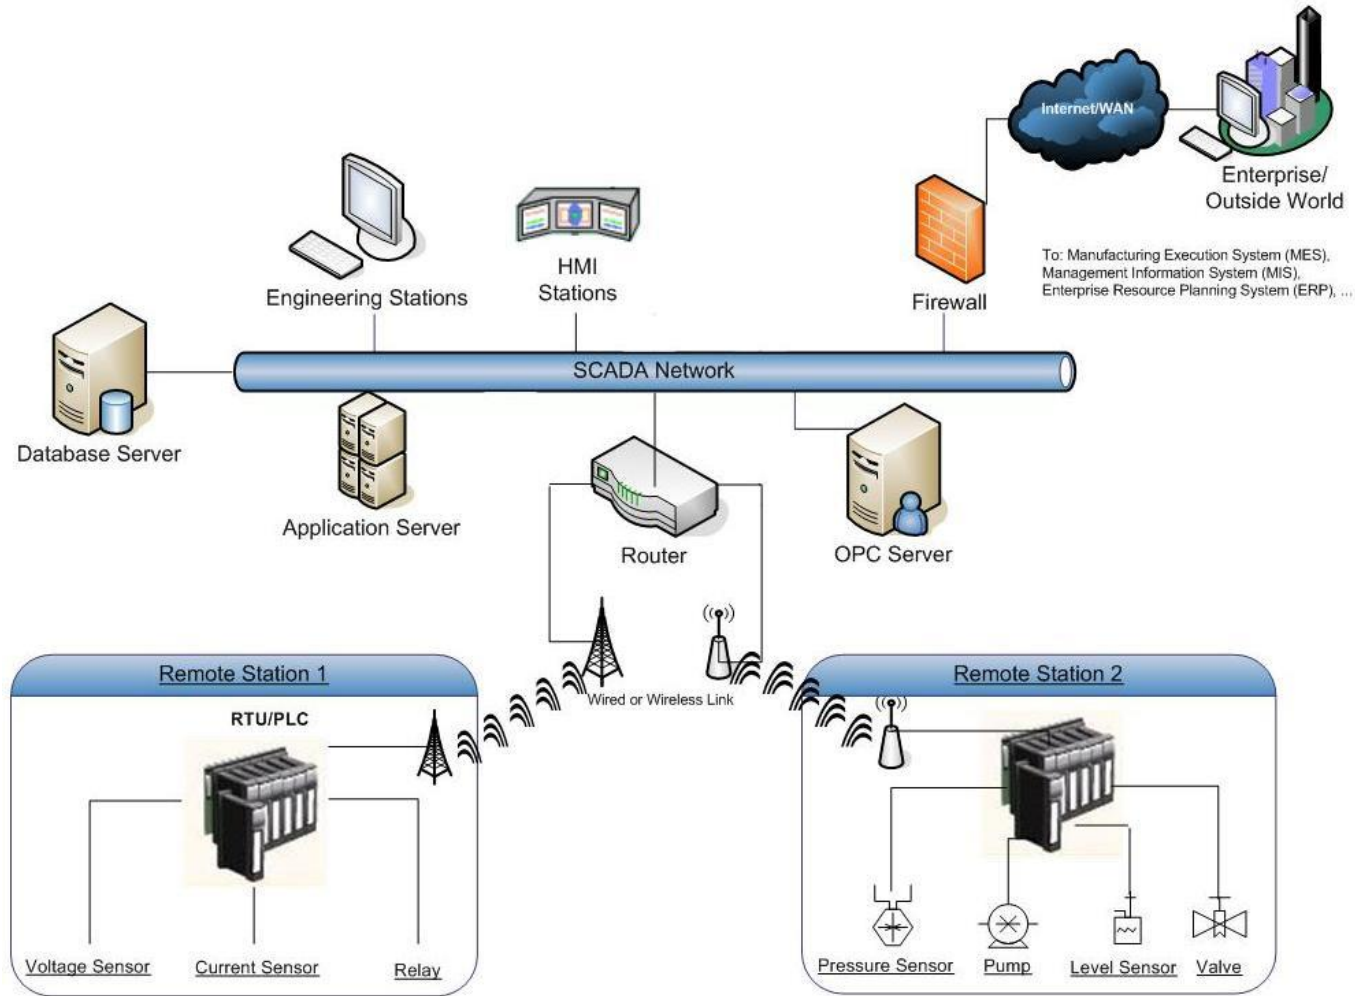 Internet/WAN
Enterprise/
Outside World
To: Manufacturing Execution System (MES),
Management Information System (MIS),
Enterprise Resource Planning System (ERP), ...
Engineering Stations
HMI
Stations
Firewall
SCADA Network
Database Server
Application Server
Router
OPC Server
Wired or Wireless Link
Remote Station 1
RTU/PLC
Voltage Sensor
Current Sensor
Relay
Remote Station 2
Pressure Sensor
Pump
Level Sensor
Valve